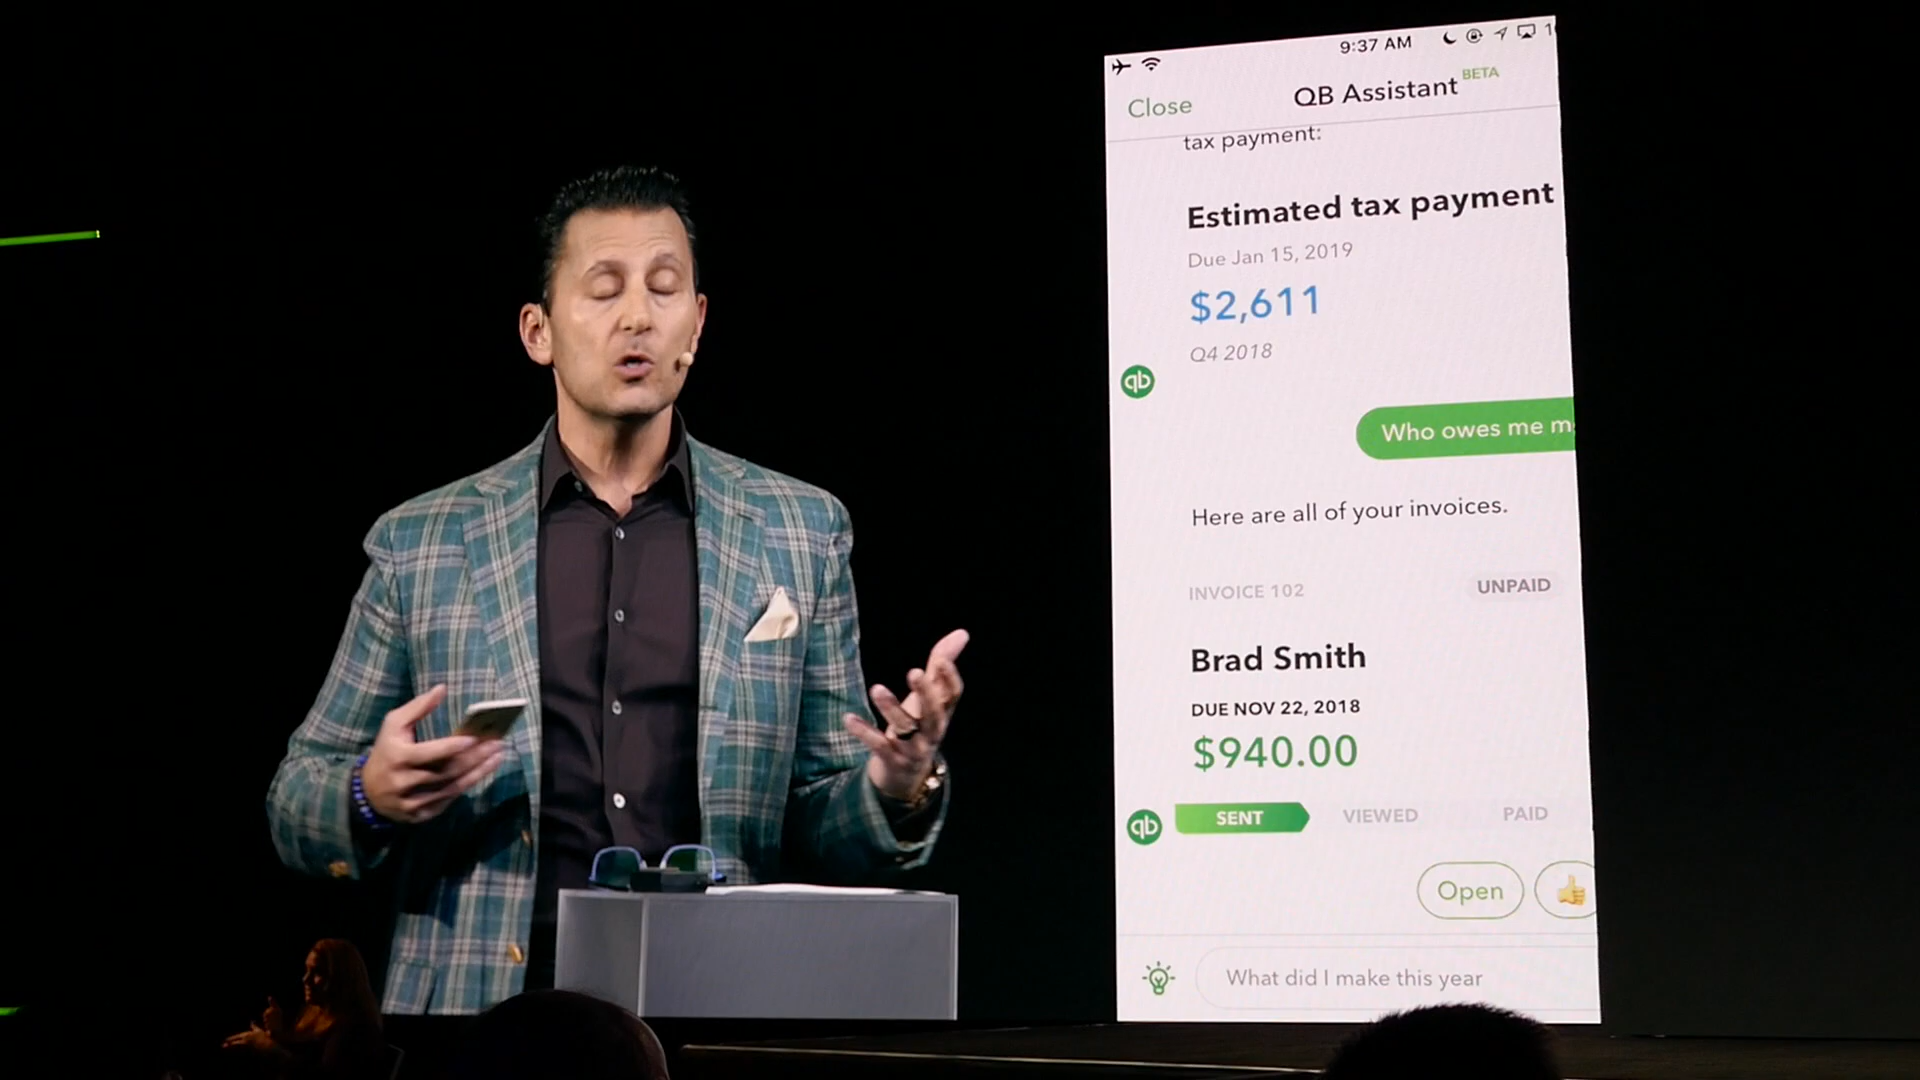 9:37 AM
Close
QB Assistant BETA
tax payment:
Estimated tax payment
Due Jan 15, 2019
$2,611
Q4 2018
qb
Who owes me m
Here are all of your invoices.
INVOICE 102 UNPAID
Brad Smith
DUE NOV 22, 2018
$940.00
qb
SENT VIEWED PAID
Open
What did I make this year